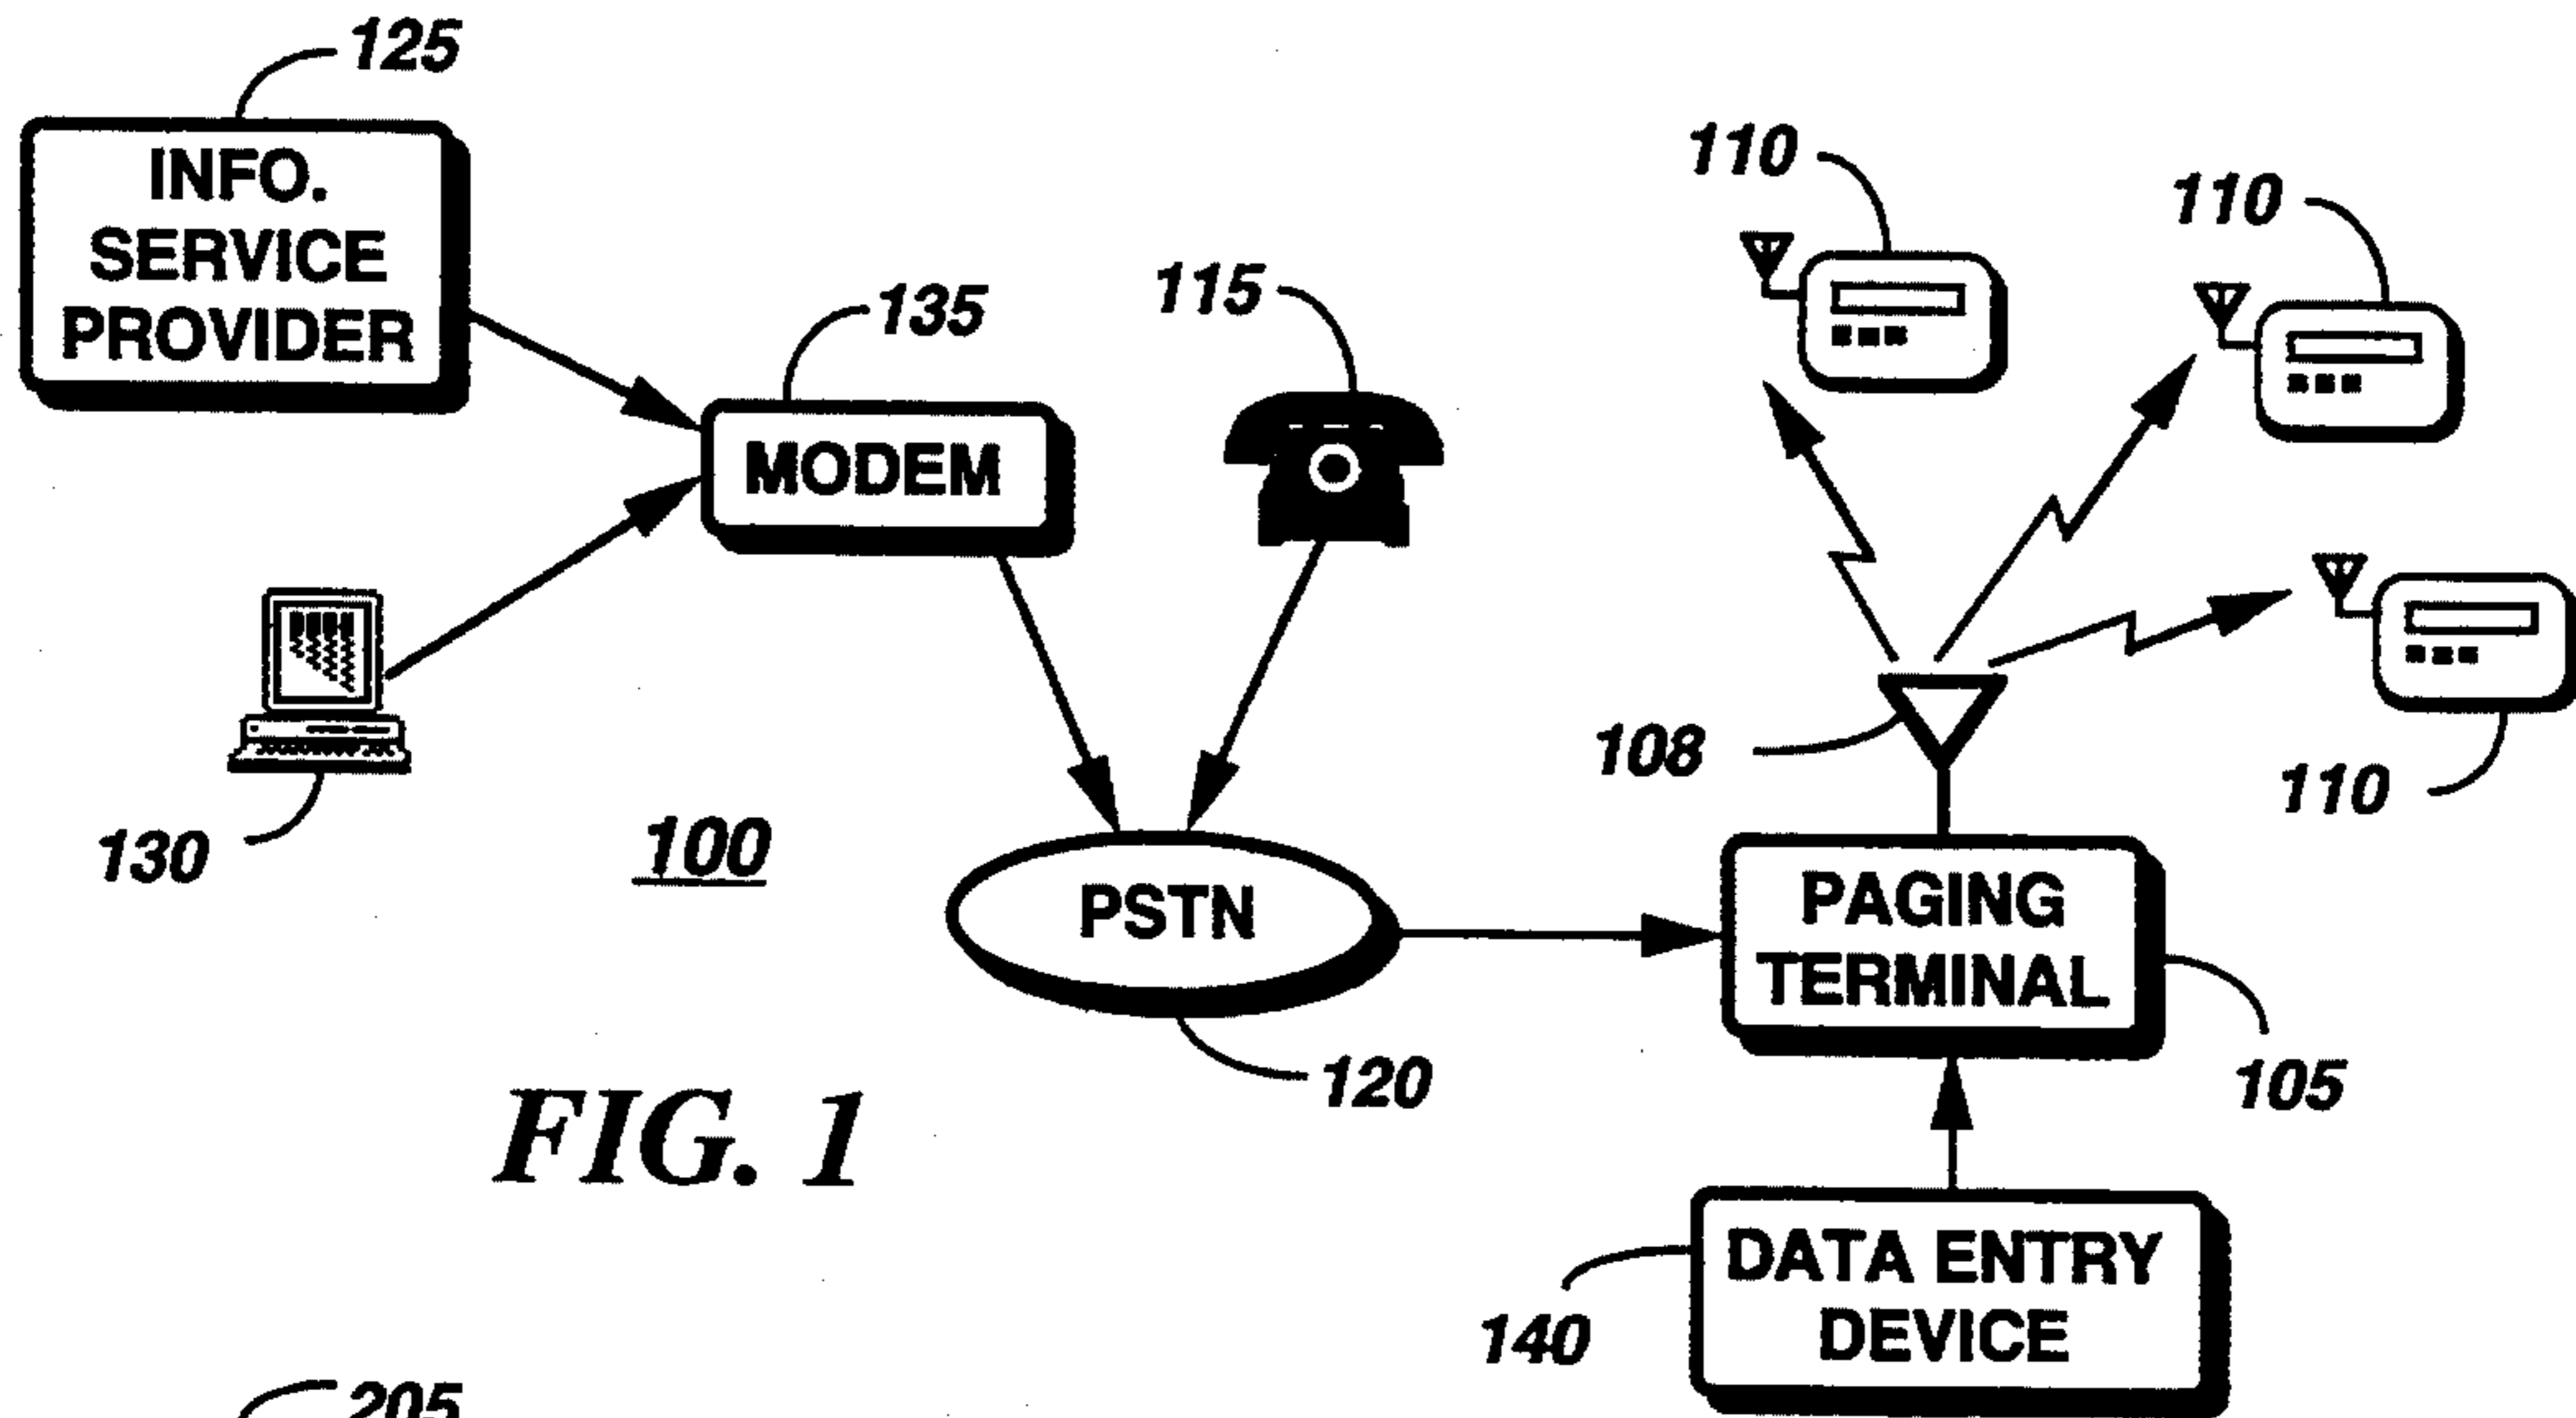 125
INFO.
SERVICE
PROVIDER
135
MODEM
115
110
110
110
108
130
100
PSTN
120
PAGING
TERMINAL
105
FIG. 1
DATA ENTRY
DEVICE
140
205